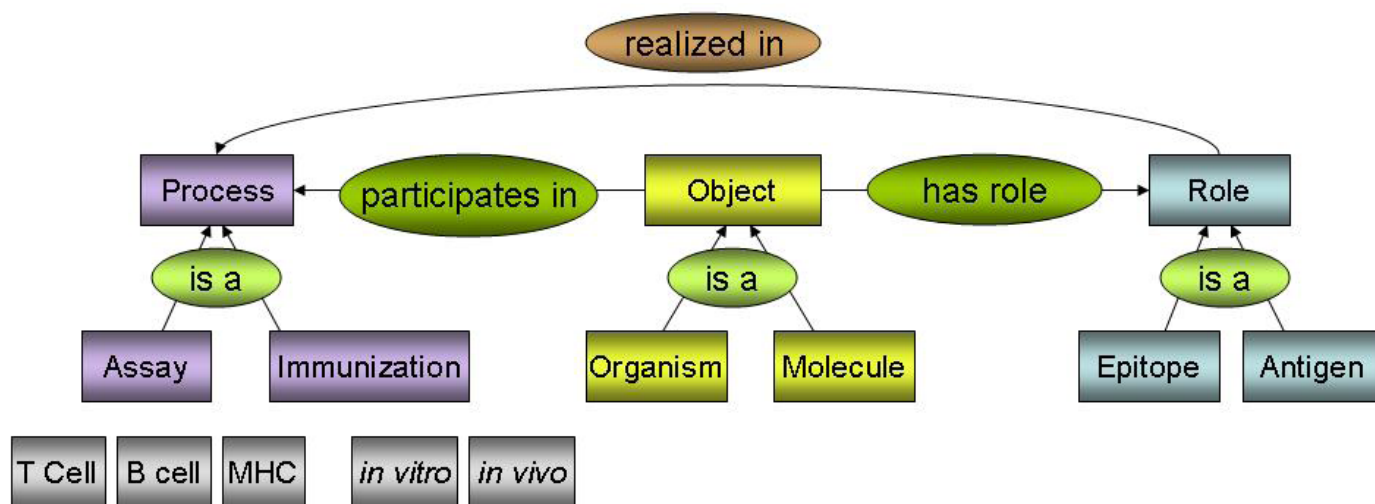 realized in
Process
participates in
Object
has role
Role
is a
is a
is a
Assay
Immunization
Organism
Molecule
Epitope
Antigen
T Cell
B cell
MHC
in vitro
in vivo